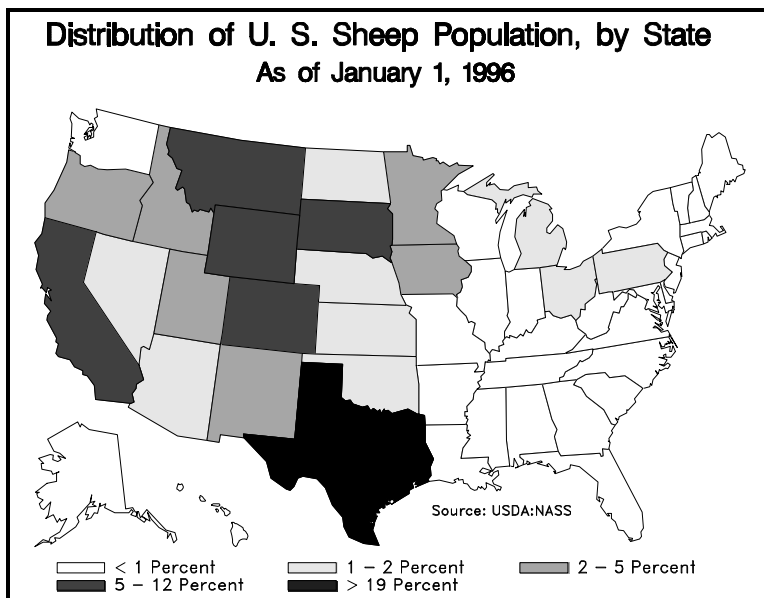 Distribution of U. S. Sheep Population, by State
As of January 1, 1996
Source: USDA:NASS
< 1 Percent
1 – 2 Percent
2 – 5 Percent
5 – 12 Percent
> 19 Percent